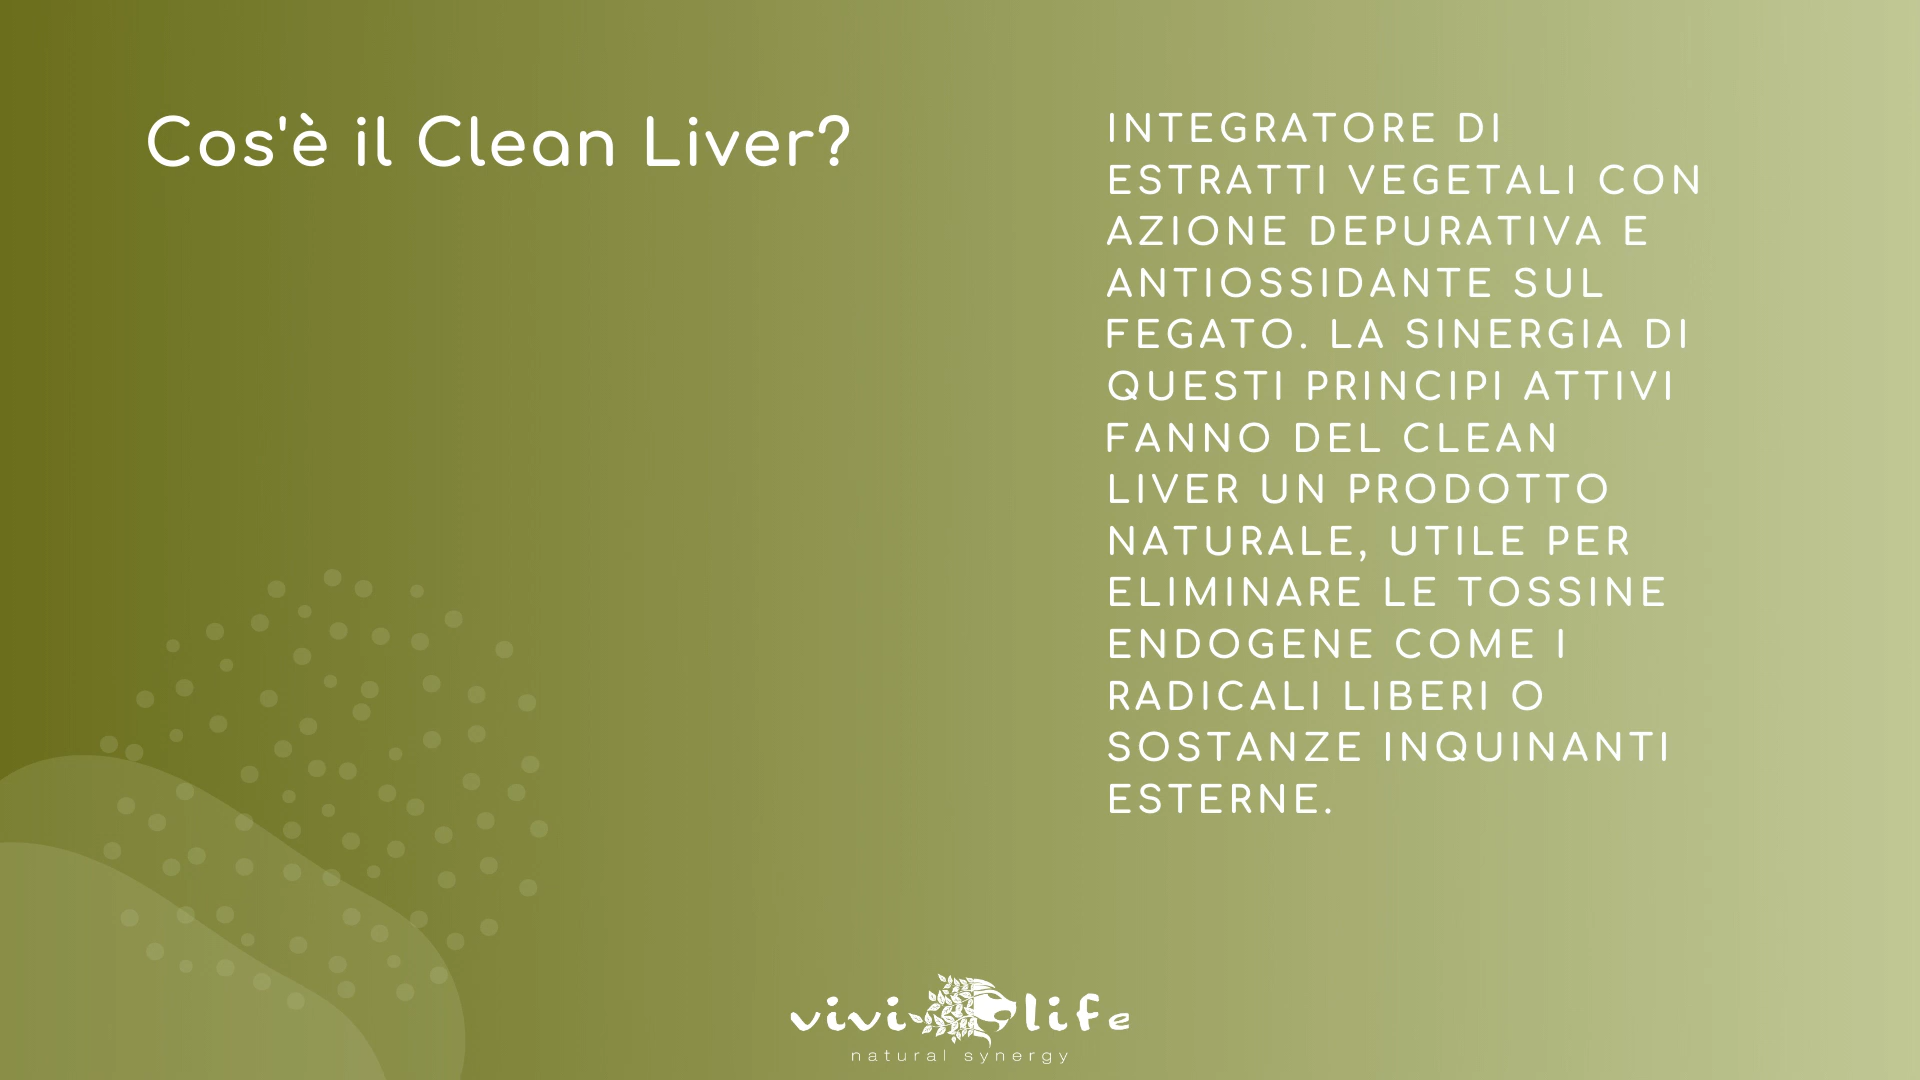 Cos'è il Clean Liver?
INTEGRATORE DI
ESTRATTI VEGETALI CON
AZIONE DEPURATIVA E
ANTIOSSIDANTE SUL
FEGATO. LA SINERGIA DI
QUESTI PRINCIPI ATTIVI
FANNO DEL CLEAN
LIVER UN PRODOTTO
NATURALE, UTILE PER
ELIMINARE LE TOSSINE
ENDOGENE COME I
RADICALI LIBERI O
SOSTANZE INQUINANTI
ESTERNE.
vivi life
natural synergy